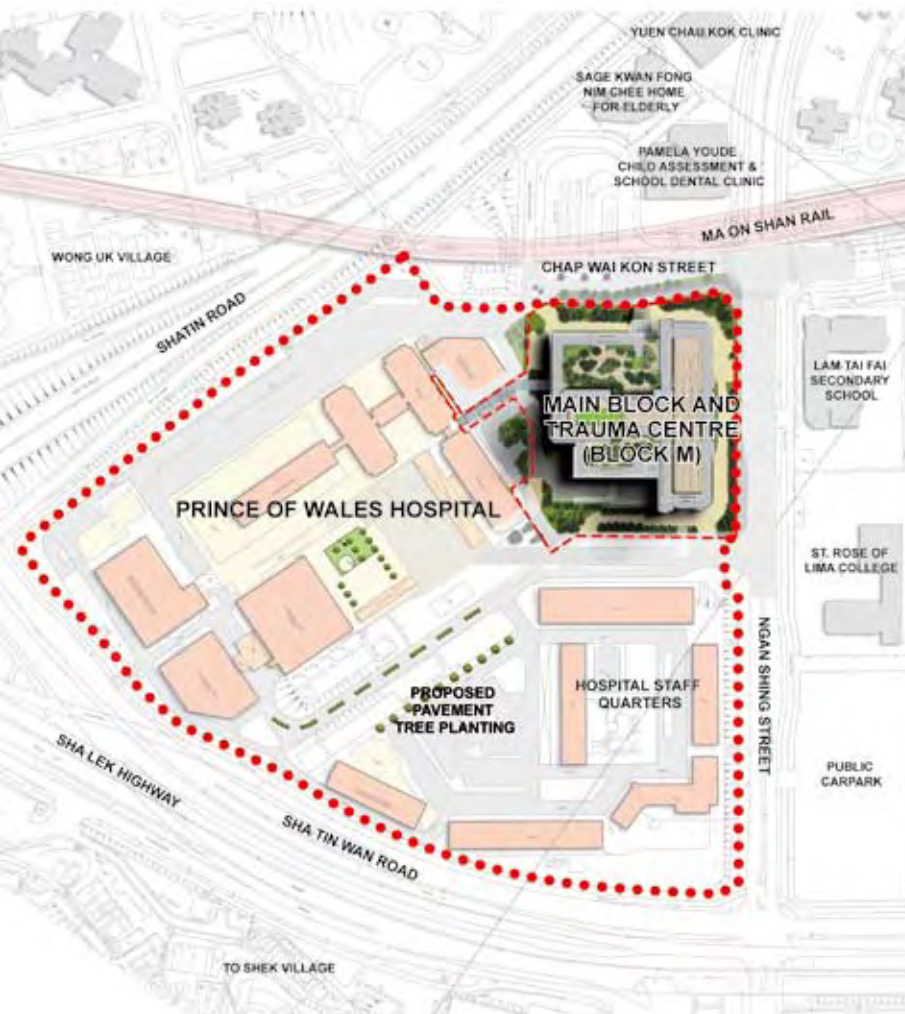 YUEN CHAU KOK CLINIC
SAGE KWAN FONG
NIM CHEE HOME
FOR ELDERLY
PAMELA YOUDE
CHILD ASSESSMENT &
SCHOOL DENTAL CLINIC
MA ON SHAN RAIL
WONG UK VILLAGE
CHAP WAI KON STREET
SHATIN ROAD
LAM TAI FAI
SECONDARY
SCHOOL
MAIN BLOCK AND
TRAUMA CENTRE
(BLOCK M)
PRINCE OF WALES HOSPITAL
ST. ROSE OF
LIMA COLLEGE
NGAN SHING STREET
PROPOSED
PAVEMENT
TREE PLANTING
HOSPITAL STAFF
QUARTERS
SHA LEK HIGHWAY
PUBLIC
CARPARK
SHA TIN WAN ROAD
TO SHEK VILLAGE